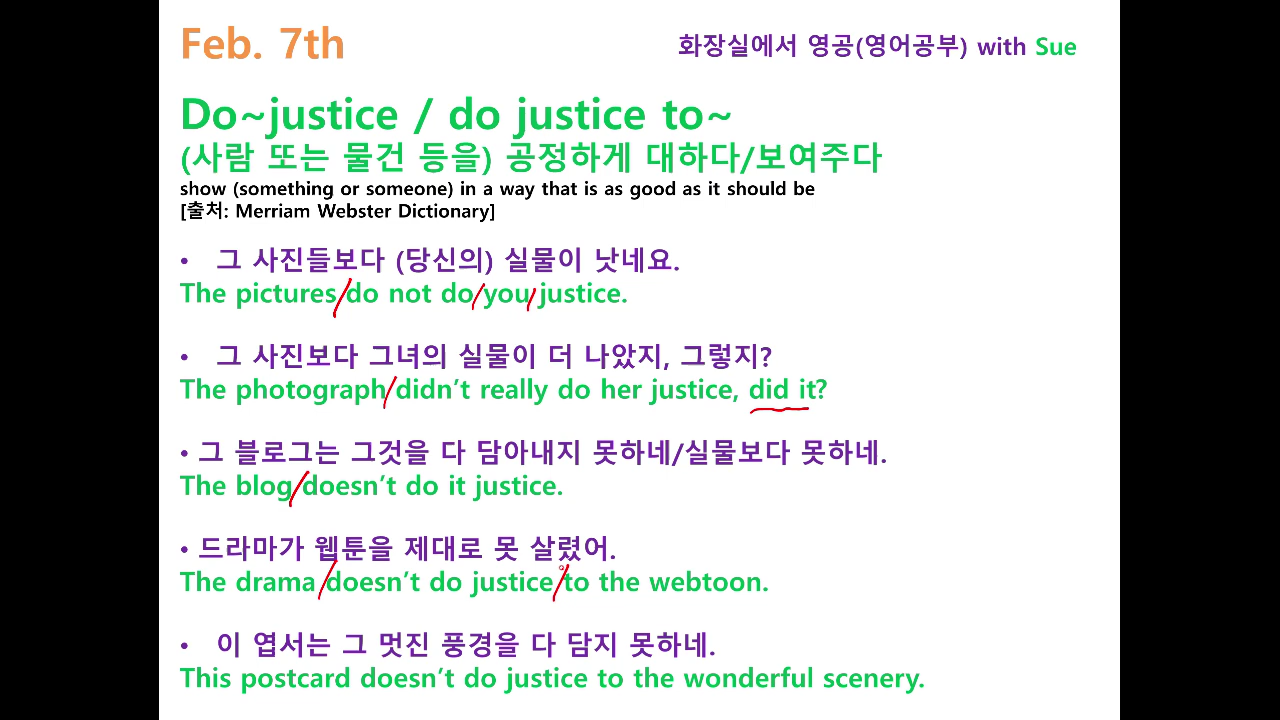 Feb. 7th
화장실에서 영공(영어공부) with Sue
Do~justice / do justice to~
(사람 또는 물건 등을) 공정하게 대하다/보여주다
show (something or someone) in a way that is as good as it should be
[출처: Merriam Webster Dictionary]
• 그 사진들보다 (당신의) 실물이 낫네요.
The pictures do not do you justice.
• 그 사진보다 그녀의 실물이 더 나았지, 그렇지?
The photograph didn't really do her justice, did it?
• 그 블로그는 그것을 다 담아내지 못하네/실물보다 못하네.
The blog doesn't do it justice.
• 드라마가 웹툰을 제대로 못 살렸어.
The drama doesn't do justice to the webtoon.
• 이 엽서는 그 멋진 풍경을 다 담지 못하네.
This postcard doesn't do justice to the wonderful scenery.